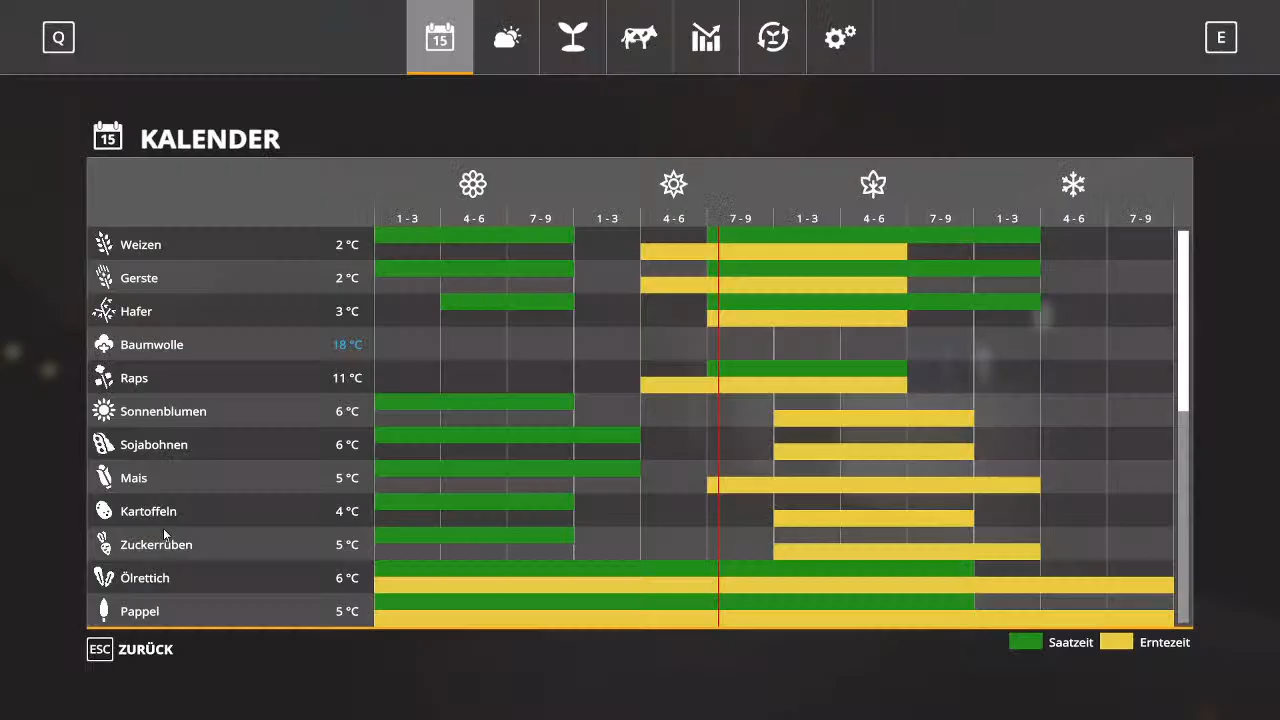 Q
15
E
15 KALENDER
1 - 3 4 - 6 7 - 9 1 - 3 4 - 6 7 - 9 1 - 3 4 - 6 7 - 9 1 - 3 4 - 6 7 - 9
Weizen 2 °C
Gerste 2 °C
Hafer 3 °C
Baumwolle 18 °C
Raps 11 °C
Sonnenblumen 6 °C
Sojabohnen 6 °C
Mais 5 °C
Kartoffeln 4 °C
Zuckerrüben 5 °C
Ölrettich 6 °C
Pappel 5 °C
ESC ZURÜCK
Saatzeit Erntezeit